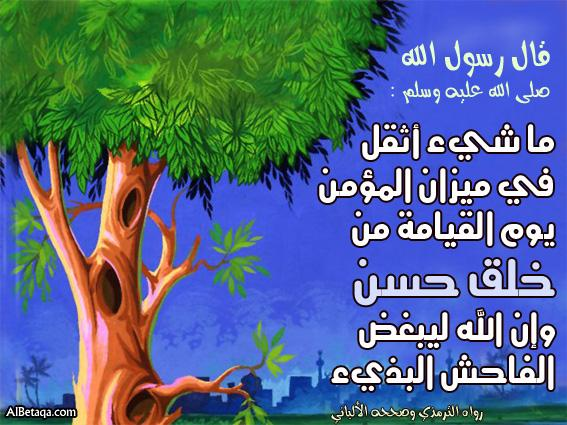 قال رسول الله
صلى الله عليه وسلم :
ما شيء أثقل
في ميزان المؤمن
يوم القيامة من
خلق حسن
وإن اللَّه ليبغض
الفاحش البذيء
رواه الترمذي وصححه الألباني
AlBetaqa.com